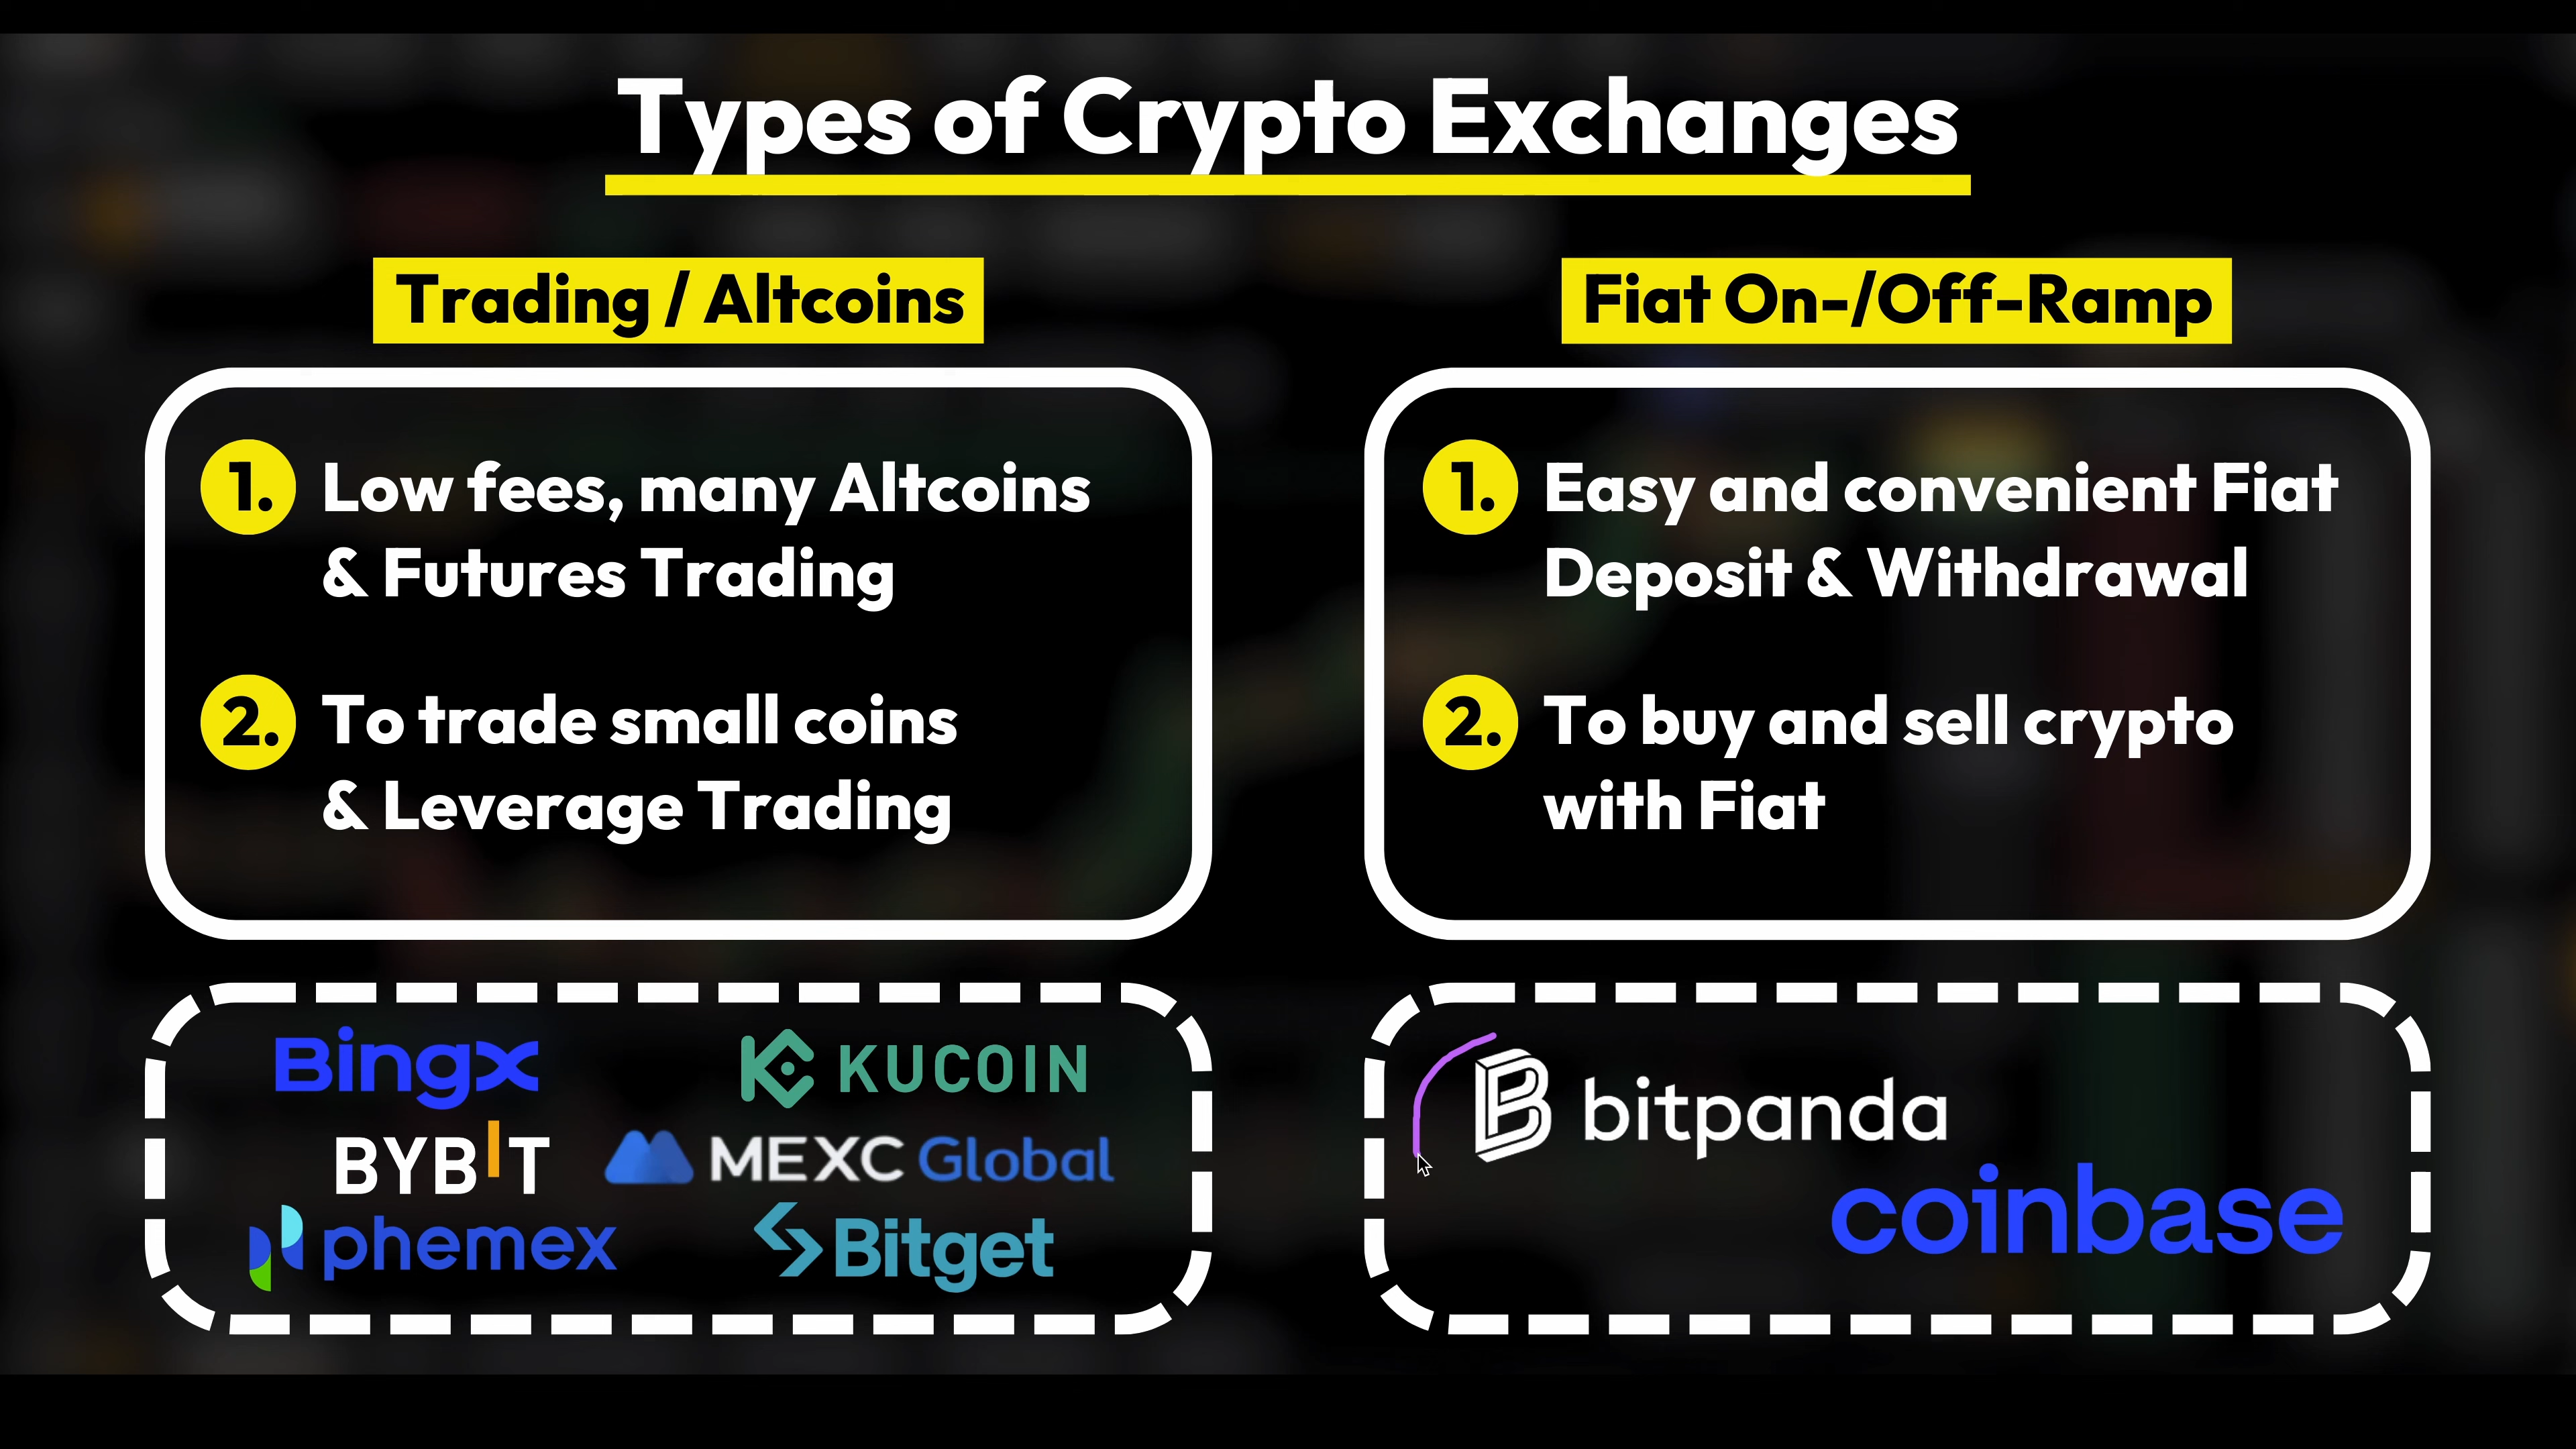 Types of Crypto Exchanges
Trading / Altcoins
1. Low fees, many Altcoins
& Futures Trading
2. To trade small coins
& Leverage Trading
BingX
KUCOIN
BYBIT
MEXC Global
phemex
Bitget
Fiat On-/Off-Ramp
1. Easy and convenient Fiat
Deposit & Withdrawal
2. To buy and sell crypto
with Fiat
bitpanda
coinbase